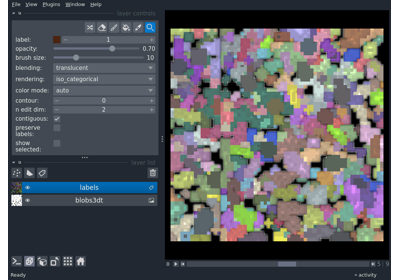 File View Plugins Window Help
layer controls
label: 1
opacity: 0.70
brush size: 10
blending: translucent
rendering: iso_categorical
color mode: auto
contour: 0
n edit dim: 2
contiguous:
preserve
labels:
show
selected:
layer list
labels
blobs3dt
Ready
activity